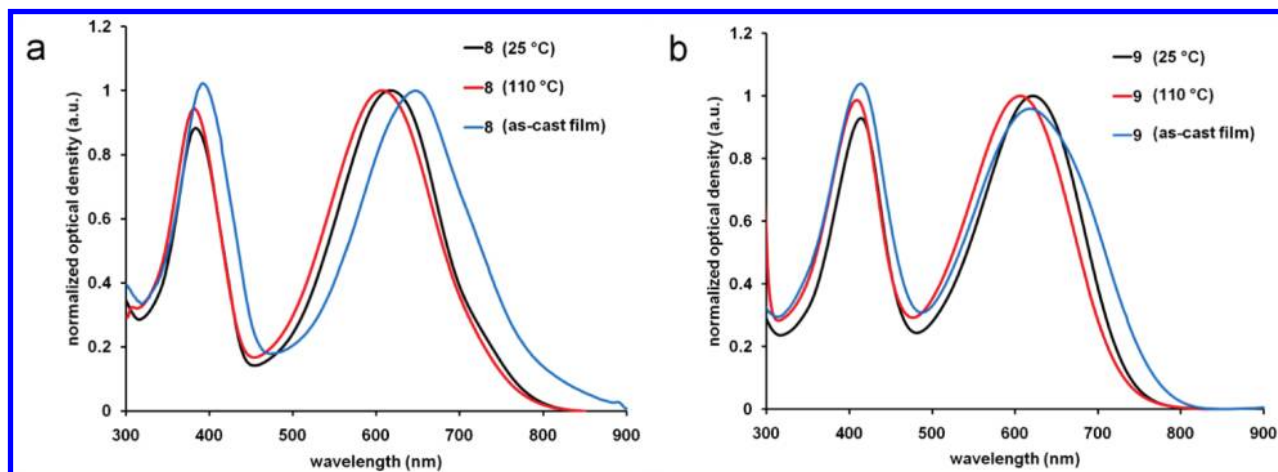 a
8 (25 °C)
8 (110 °C)
8 (as-cast film)
normalized optical density (a.u.)
1.2
1
0.8
0.6
0.4
0.2
0
300 400 500 600 700 800 900
wavelength (nm)
b
9 (25 °C)
9 (110 °C)
9 (as-cast film)
normalized optical density (a.u.)
1.2
1
0.8
0.6
0.4
0.2
0
300 400 500 600 700 800 900
wavelength (nm)